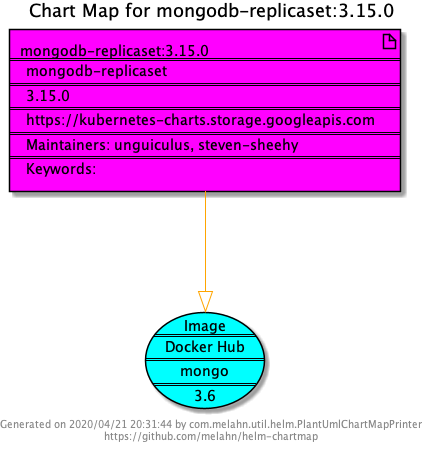 Chart Map for mongodb-replicaset:3.15.0
mongodb-replicaset:3.15.0
mongodb-replicaset
3.15.0
https://kubernetes-charts.storage.googleapis.com
Maintainers: unguiculus, steven-sheehy
Keywords:
Image
Docker Hub
mongo
3.6
Generated on 2020/04/21 20:31:44 by com.melahn.util.helm.PlantUmlChartMapPrinter
https://github.com/melahn/helm-chartmap